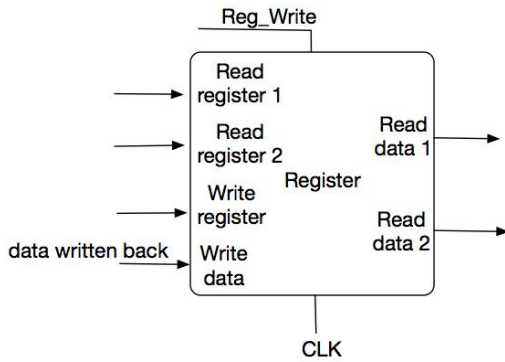 Reg_Write
Read
register 1
Read
register 2
Write
register
data written back
Write
data
Register
Read
data 1
Read
data 2
CLK